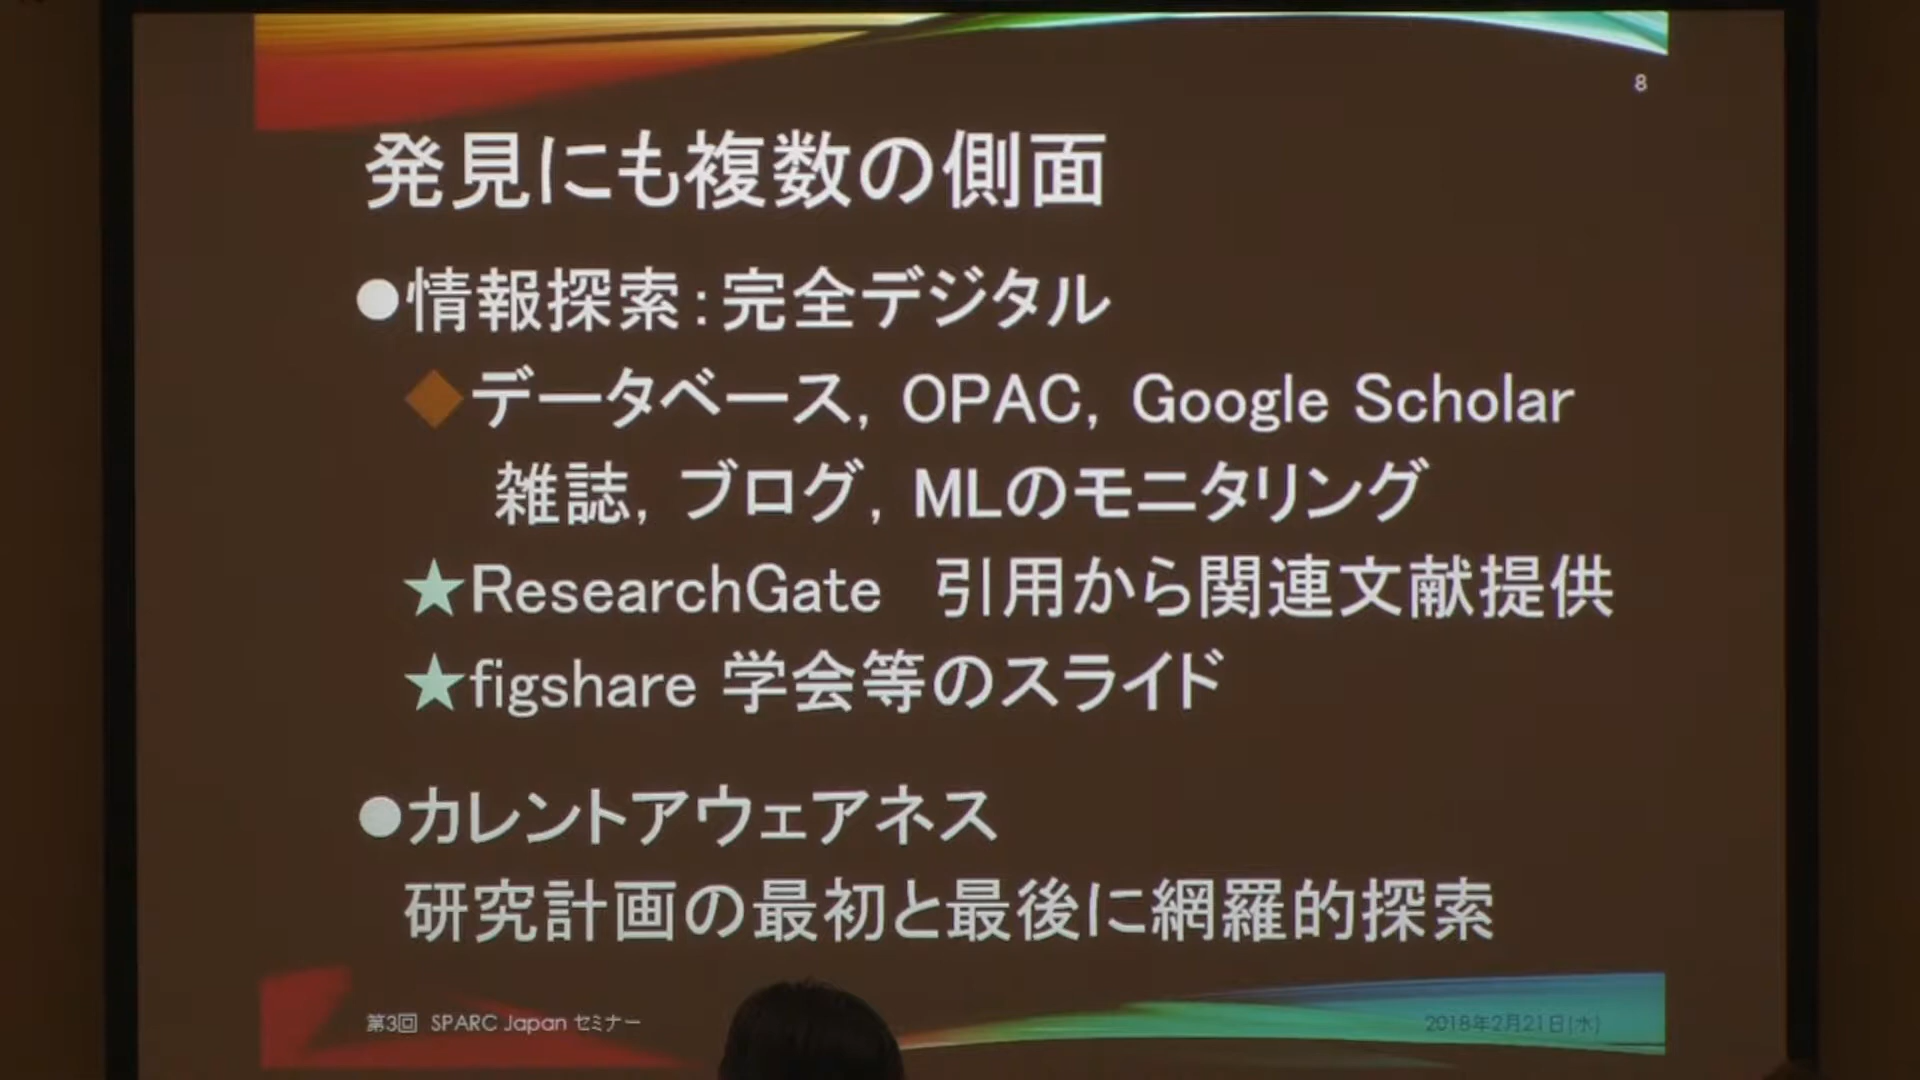 8
発見にも複数の側面
●情報探索：完全デジタル
◆データベース, OPAC, Google Scholar
雑誌, ブログ, MLのモニタリング
★ResearchGate 引用から関連文献提供
★figshare 学会等のスライド
●カレントアウェアネス
研究計画の最初と最後に網羅的探索
第3回 SPARC Japan セミナー
2018年2月21日(水)